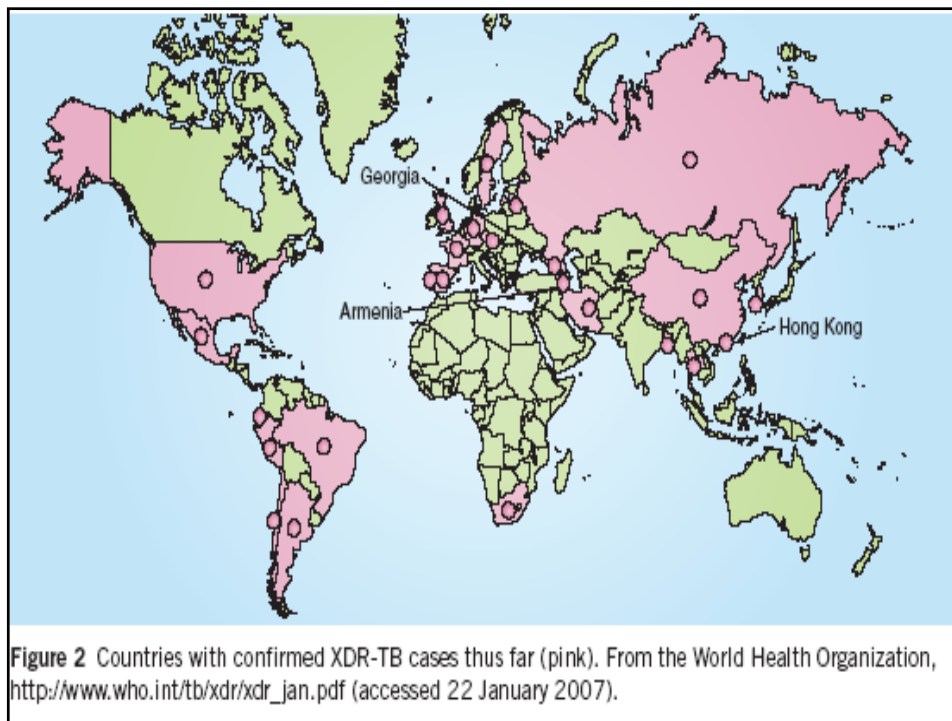 Georgia
Armenia
Hong Kong
Figure 2 Countries with confirmed XDR-TB cases thus far (pink). From the World Health Organization,
http://www.who.int/tb/xdr/xdr_jan.pdf (accessed 22 January 2007).